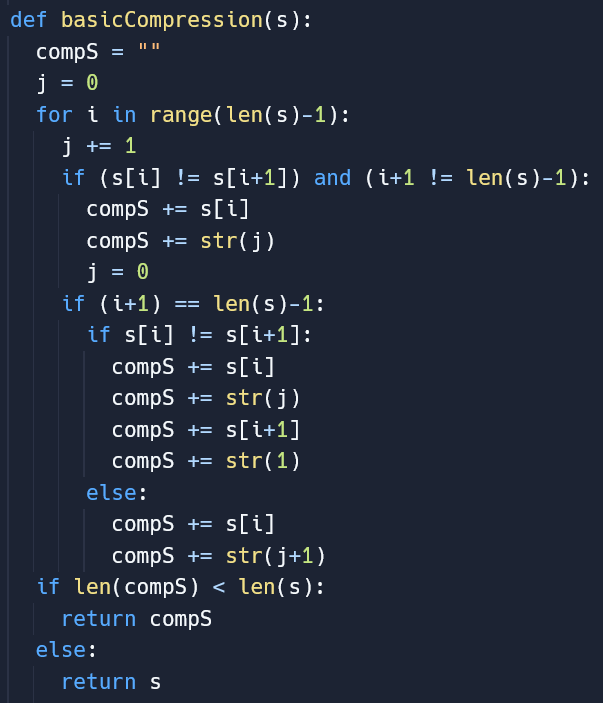 def basicCompression(s):
  compS = ""
  j = 0
  for i in range(len(s)-1):
    j += 1
    if (s[i] != s[i+1]) and (i+1 != len(s)-1):
      compS += s[i]
      compS += str(j)
      j = 0
    if (i+1) == len(s)-1:
      if s[i] != s[i+1]:
        compS += s[i]
        compS += str(j)
        compS += s[i+1]
        compS += str(1)
      else:
        compS += s[i]
        compS += str(j+1)
  if len(compS) < len(s):
    return compS
  else:
    return s